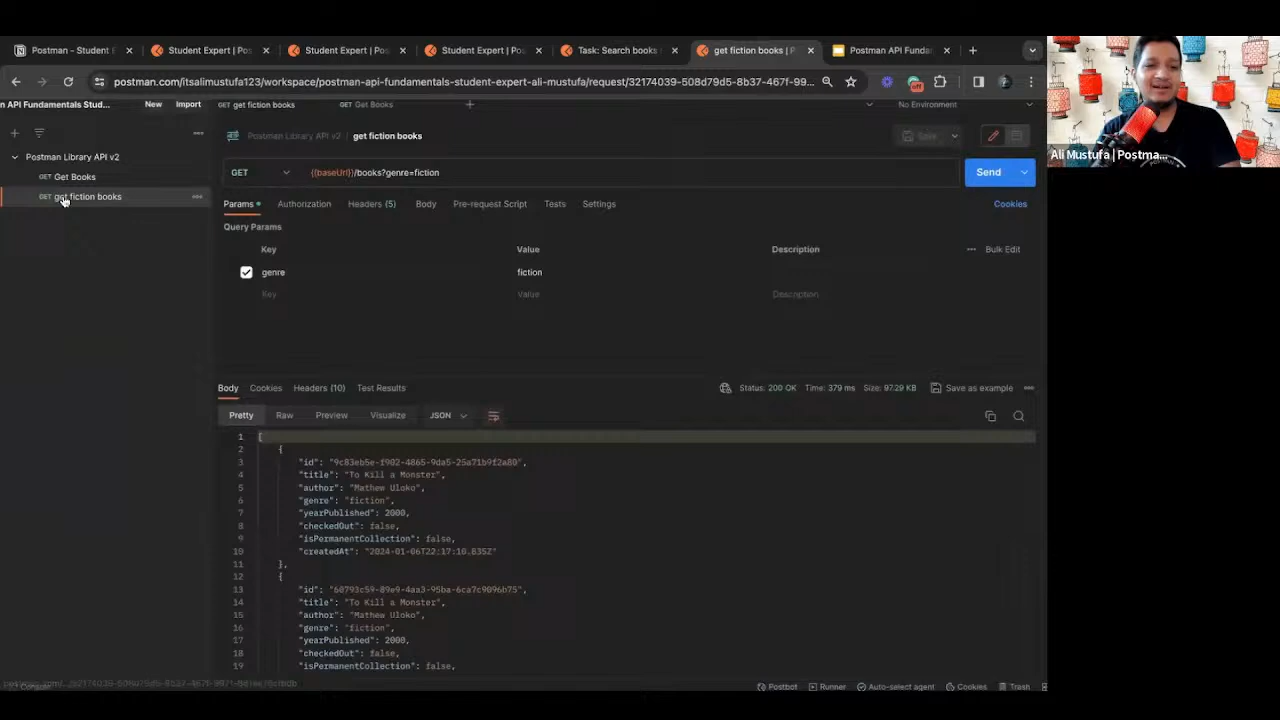 Postman - Student E
Student Expert | Pos
Student Expert | Pos
Student Expert | Pos
Task: Search books
get fiction books | P
Postman API Funda
postman.com/itsalimustufa123/workspace/postman-api-fundamentals-student-expert-ali-mustufa/request/32174039-508d79d5-8b37-467f-99...
off
n API Fundamentals Stud...
New
Import
GET get fiction books
GET Get Books
No Environment
Postman Library API v2
GET Get Books
GET get fiction books
Postman Library API v2 / get fiction books
Save
GET
{{baseUrl}}/books?genre=fiction
Send
Params
Authorization
Headers (5)
Body
Pre-request Script
Tests
Settings
Cookies
Query Params
Key
Value
Description
Bulk Edit
genre
fiction
Key
Value
Description
Body
Cookies
Headers (10)
Test Results
Status: 200 OK
Time: 379 ms
Size: 97.29 KB
Save as example
Pretty
Raw
Preview
Visualize
JSON
1 [
2 {
3 "id": "9c83eb5e-f902-4865-9da5-25a71b9f2a80",
4 "title": "To Kill a Monster",
5 "author": "Mathew Uloko",
6 "genre": "fiction",
7 "yearPublished": 2000,
8 "checkedOut": false,
9 "isPermanentCollection": false,
10 "createdAt": "2024-01-06T22:17:10.835Z"
11 },
12 {
13 "id": "60793c59-89e9-4aa3-95ba-6ca7c9096b75",
14 "title": "To Kill a Monster",
15 "author": "Mathew Uloko",
16 "genre": "fiction",
17 "yearPublished": 2000,
18 "checkedOut": false,
19 "isPermanentCollection": false,
Console
Postbot
Runner
Auto-select agent
Cookies
Trash
Ali Mustufa | Postma...